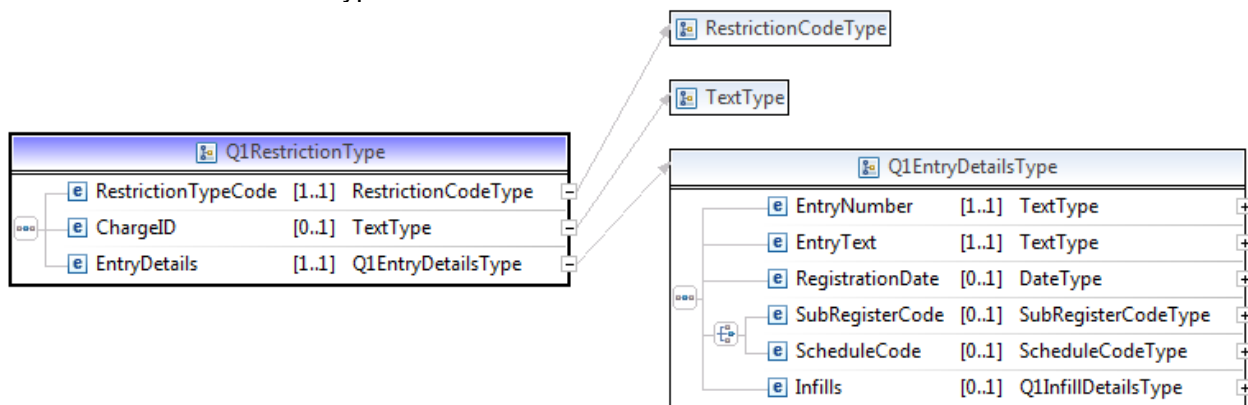 RestrictionCodeType
TextType
Q1RestrictionType
RestrictionTypeCode [1..1] RestrictionCodeType
ChargeID [0..1] TextType
EntryDetails [1..1] Q1EntryDetailsType
Q1EntryDetailsType
EntryNumber [1..1] TextType
EntryText [1..1] TextType
RegistrationDate [0..1] DateType
SubRegisterCode [0..1] SubRegisterCodeType
ScheduleCode [0..1] ScheduleCodeType
Infills [0..1] Q1InfillDetailsType